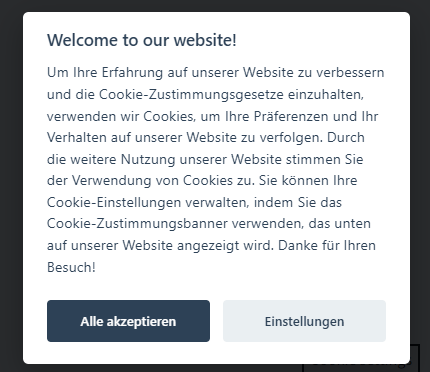 Welcome to our website!
Um Ihre Erfahrung auf unserer Website zu verbessern
und die Cookie-Zustimmungsgesetze einzuhalten,
verwenden wir Cookies, um Ihre Präferenzen und Ihr
Verhalten auf unserer Website zu verfolgen. Durch
die weitere Nutzung unserer Website stimmen Sie
der Verwendung von Cookies zu. Sie können Ihre
Cookie-Einstellungen verwalten, indem Sie das
Cookie-Zustimmungsbanner verwenden, das unten
auf unserer Website angezeigt wird. Danke für Ihren
Besuch!
Alle akzeptieren
Einstellungen